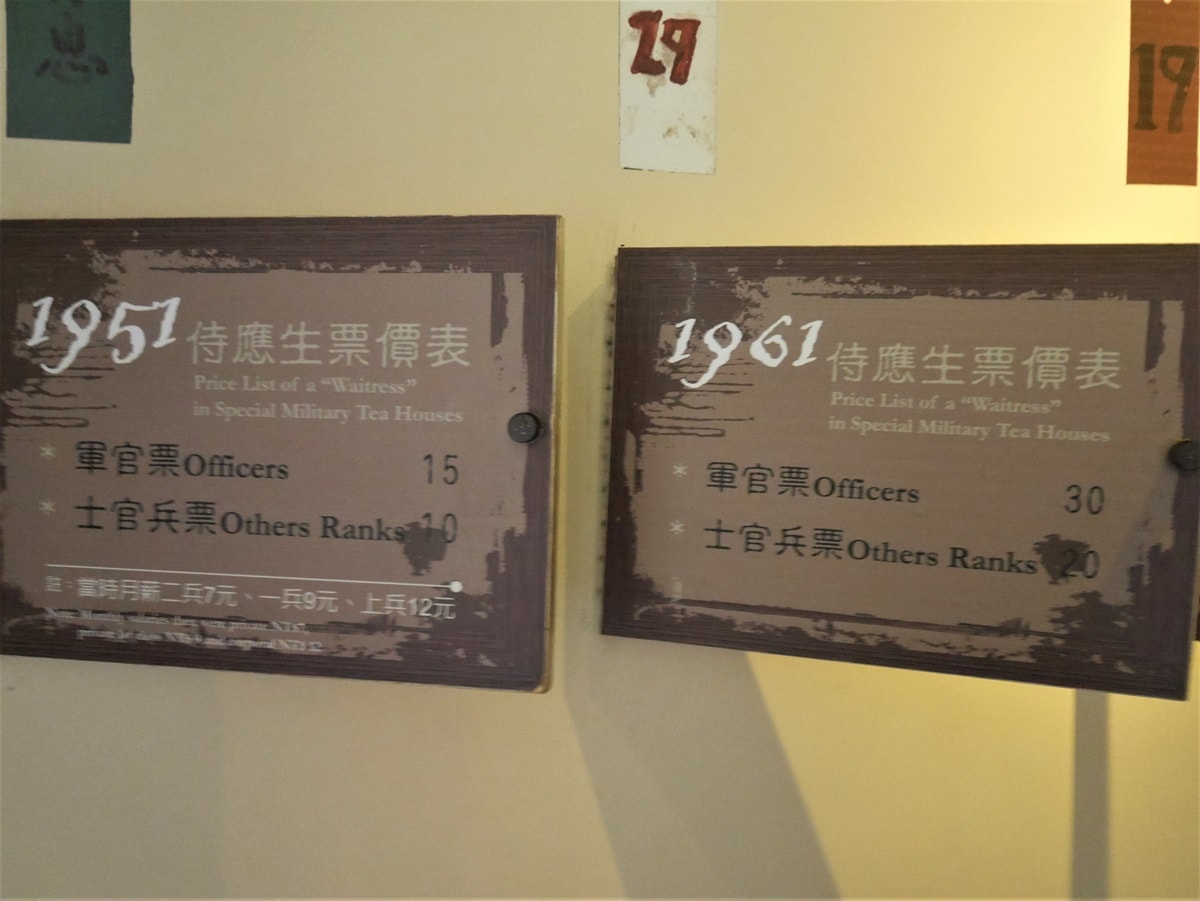 息
29
19
1951 侍應生票價表
Price List of a “Waitress”
in Special Military Tea Houses
* 軍官票Officers 15
* 士官兵票Others Ranks 10
註：當時月薪二兵7元、一兵9元、上兵12元
1961 侍應生票價表
Price List of a “Waitress”
in Special Military Tea Houses
* 軍官票Officers 30
* 士官兵票Others Ranks 20